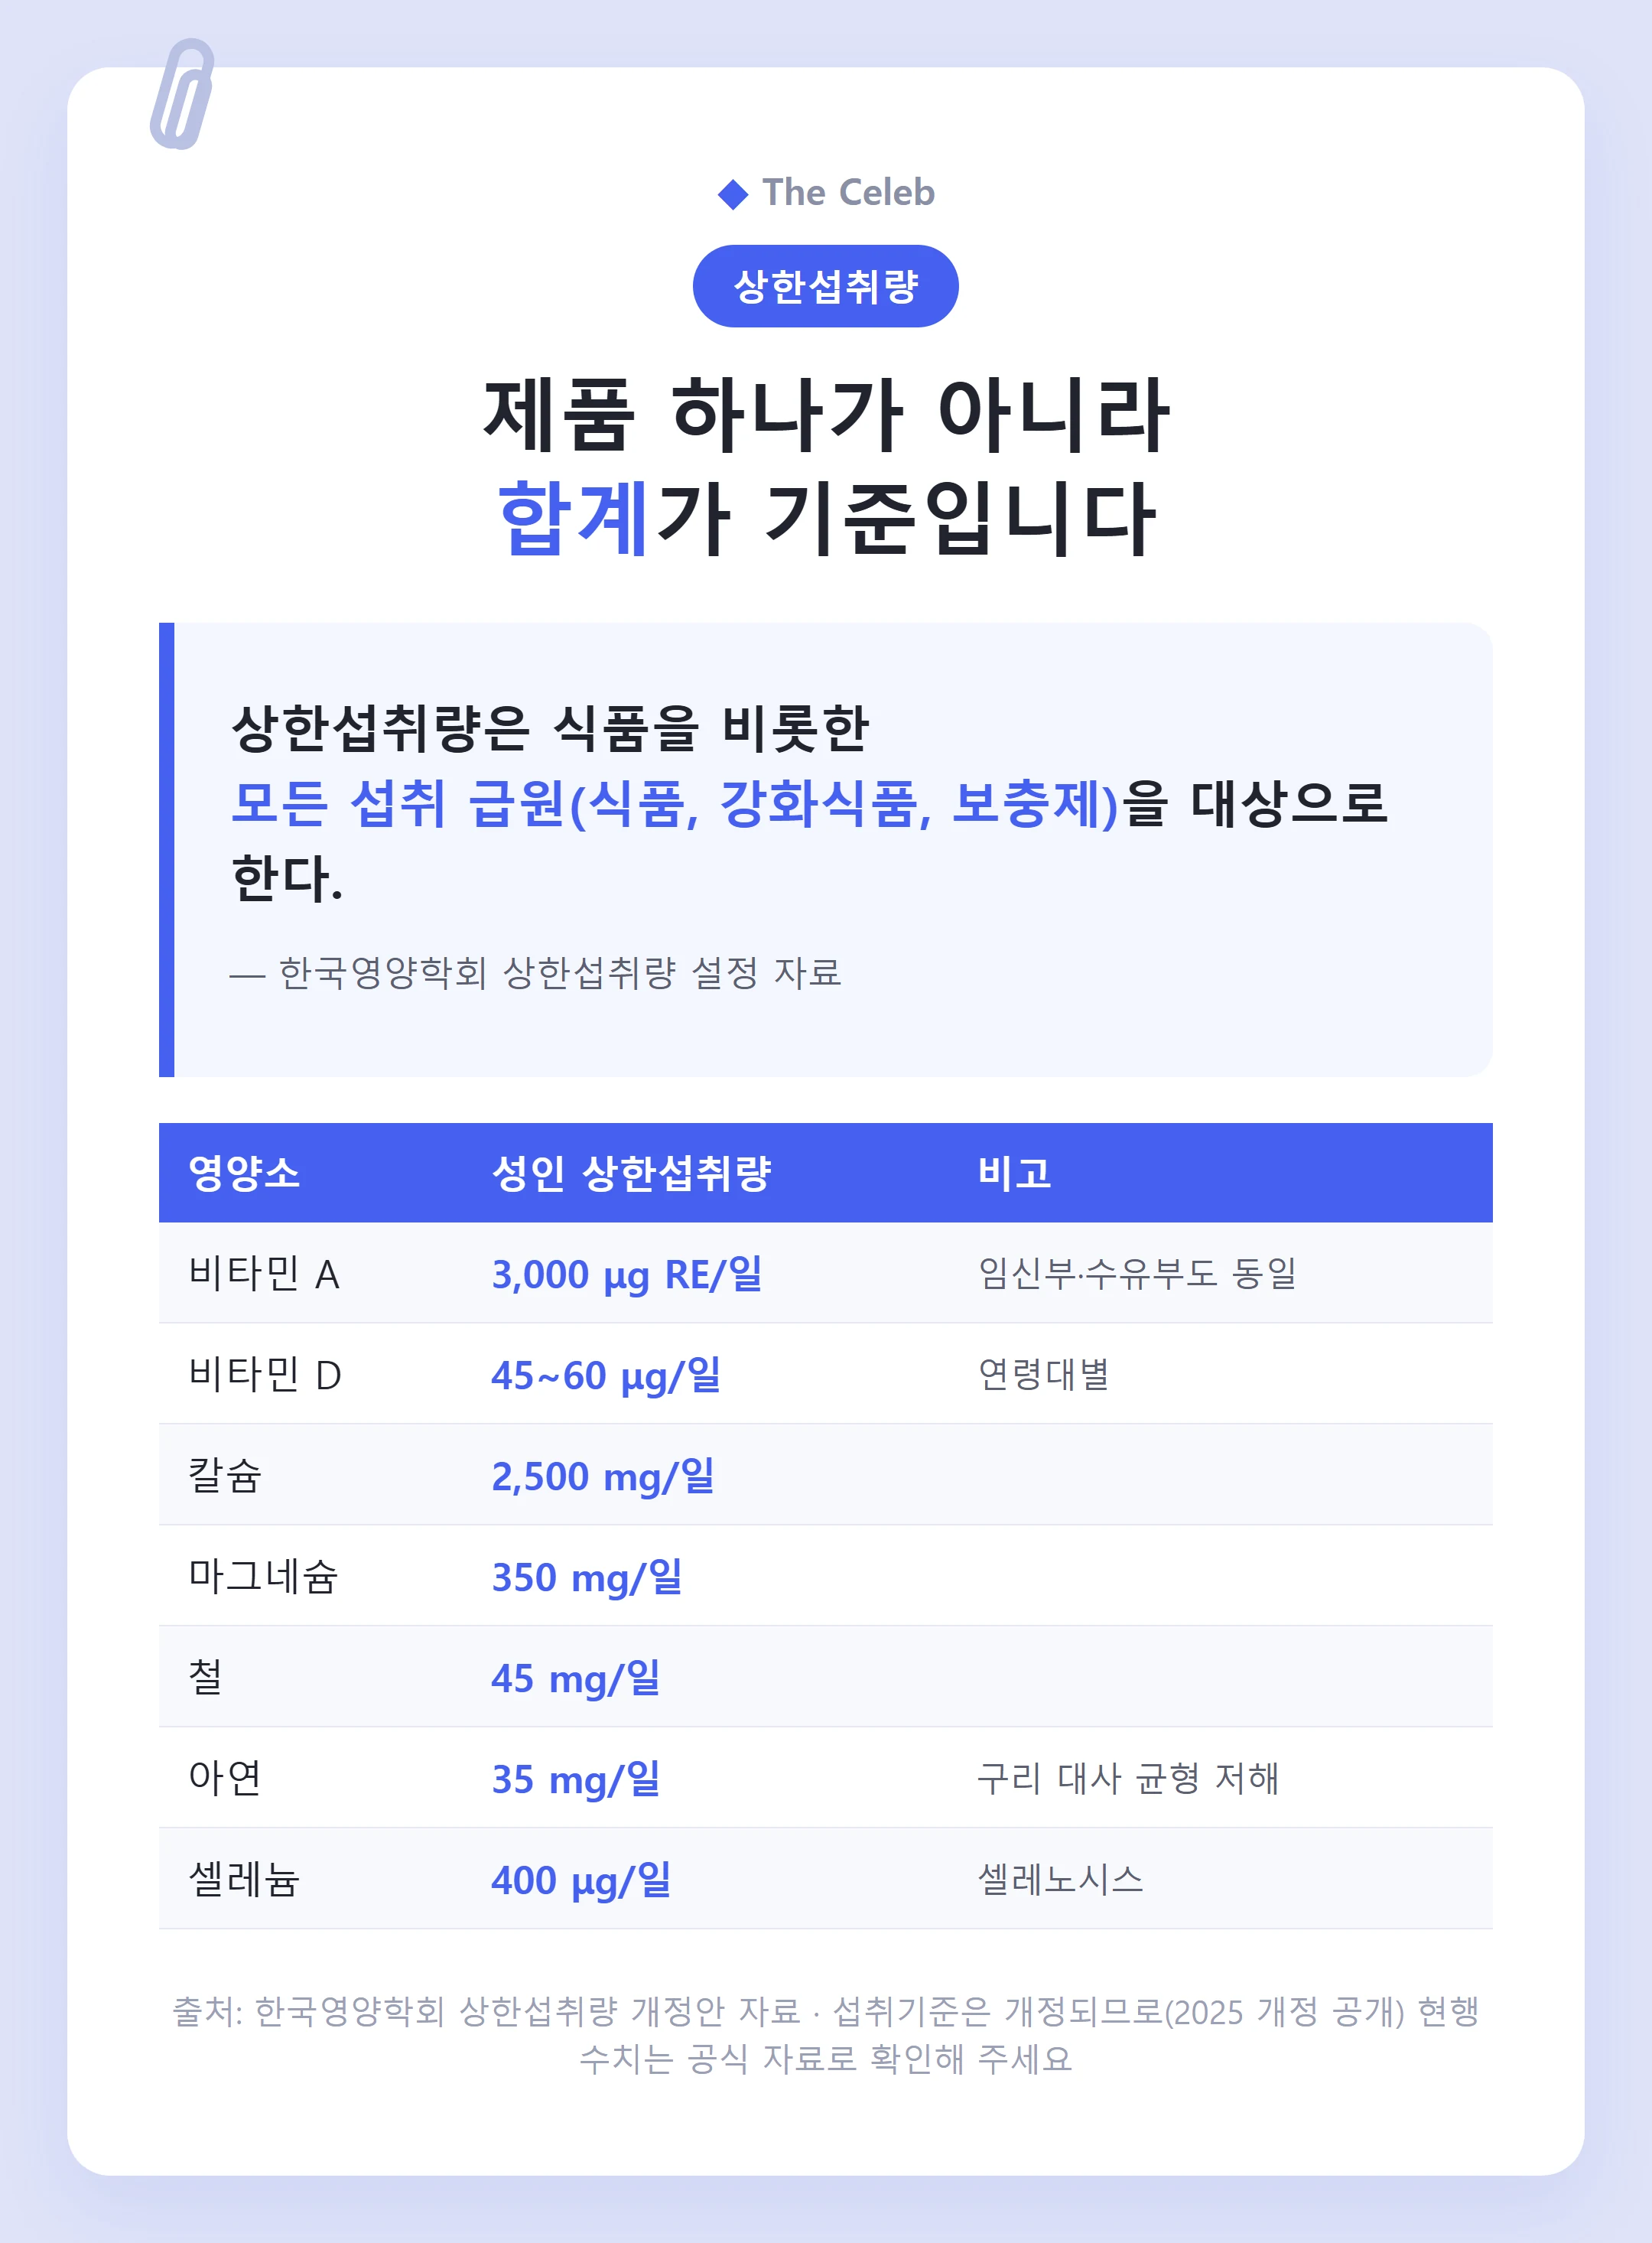 The Celeb
상한섭취량
제품 하나가 아니라
합계가 기준입니다
상한섭취량은 식품을 비롯한
모든 섭취 급원(식품, 강화식품, 보충제)을 대상으로
한다.
— 한국영양학회 상한섭취량 설정 자료
영양소 성인 상한섭취량 비고
비타민 A 3,000 µg RE/일 임신부·수유부도 동일
비타민 D 45~60 µg/일 연령대별
칼슘 2,500 mg/일
마그네슘 350 mg/일
철 45 mg/일
아연 35 mg/일 구리 대사 균형 저해
셀레늄 400 µg/일 셀레노시스
출처: 한국영양학회 상한섭취량 개정안 자료 · 섭취기준은 개정되므로(2025 개정 공개) 현행
수치는 공식 자료로 확인해 주세요